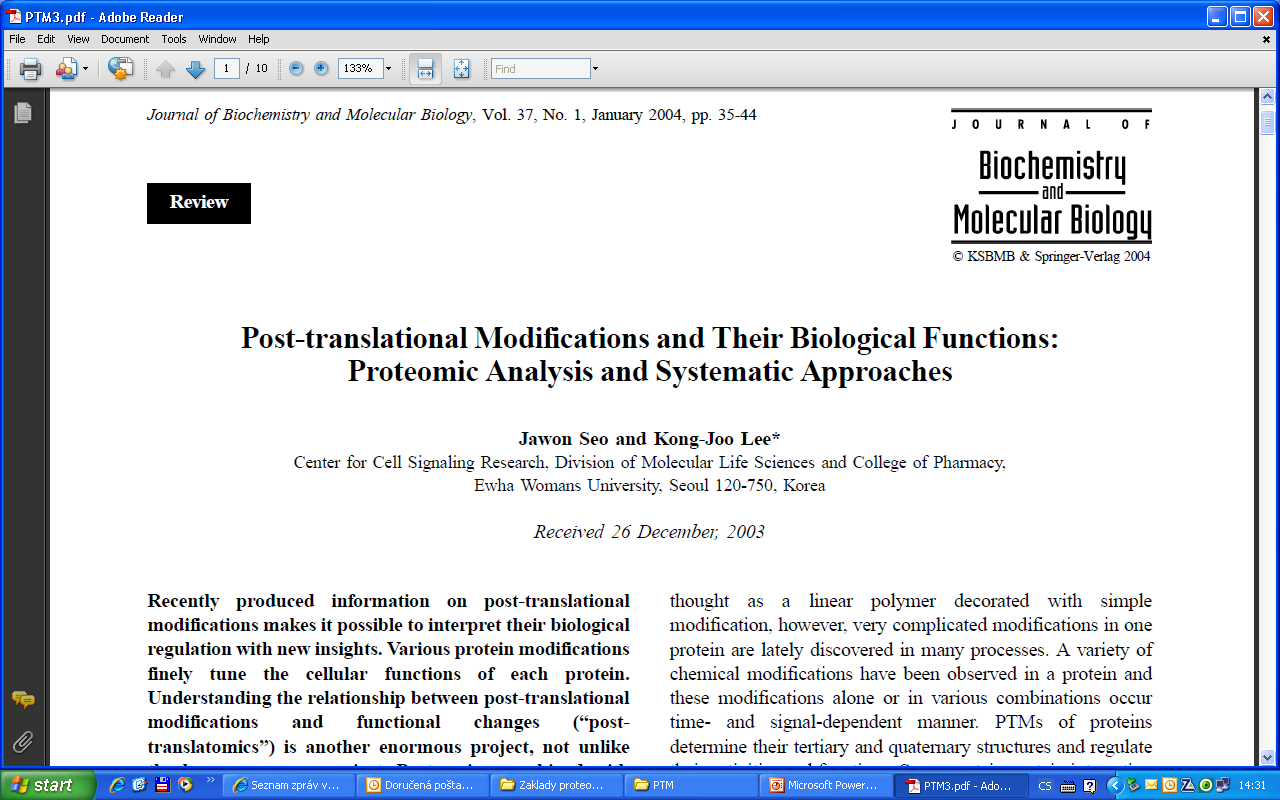 PTM3.pdf - Adobe Reader
File Edit View Document Tools Window Help
1 / 10 133% Find
Journal of Biochemistry and Molecular Biology, Vol. 37, No. 1, January 2004, pp. 35-44
JOURNAL OF
Biochemistry
and
Molecular Biology
© KSBMB & Springer-Verlag 2004
Review
Post-translational Modifications and Their Biological Functions:
Proteomic Analysis and Systematic Approaches
Jawon Seo and Kong-Joo Lee*
Center for Cell Signaling Research, Division of Molecular Life Sciences and College of Pharmacy,
Ewha Womans University, Seoul 120-750, Korea
Received 26 December, 2003
Recently produced information on post-translational
modifications makes it possible to interpret their biological
regulation with new insights. Various protein modifications
finely tune the cellular functions of each protein.
Understanding the relationship between post-translational
modifications and functional changes (“post-
translatomics”) is another enormous project, not unlike
thought as a linear polymer decorated with simple
modification, however, very complicated modifications in one
protein are lately discovered in many processes. A variety of
chemical modifications have been observed in a protein and
these modifications alone or in various combinations occur
time- and signal-dependent manner. PTMs of proteins
determine their tertiary and quaternary structures and regulate
start Seznam zpráv v... Doručená pošta... Zaklady proteo... PTM Microsoft Power... PTM3.pdf - Ado... CS 14:31